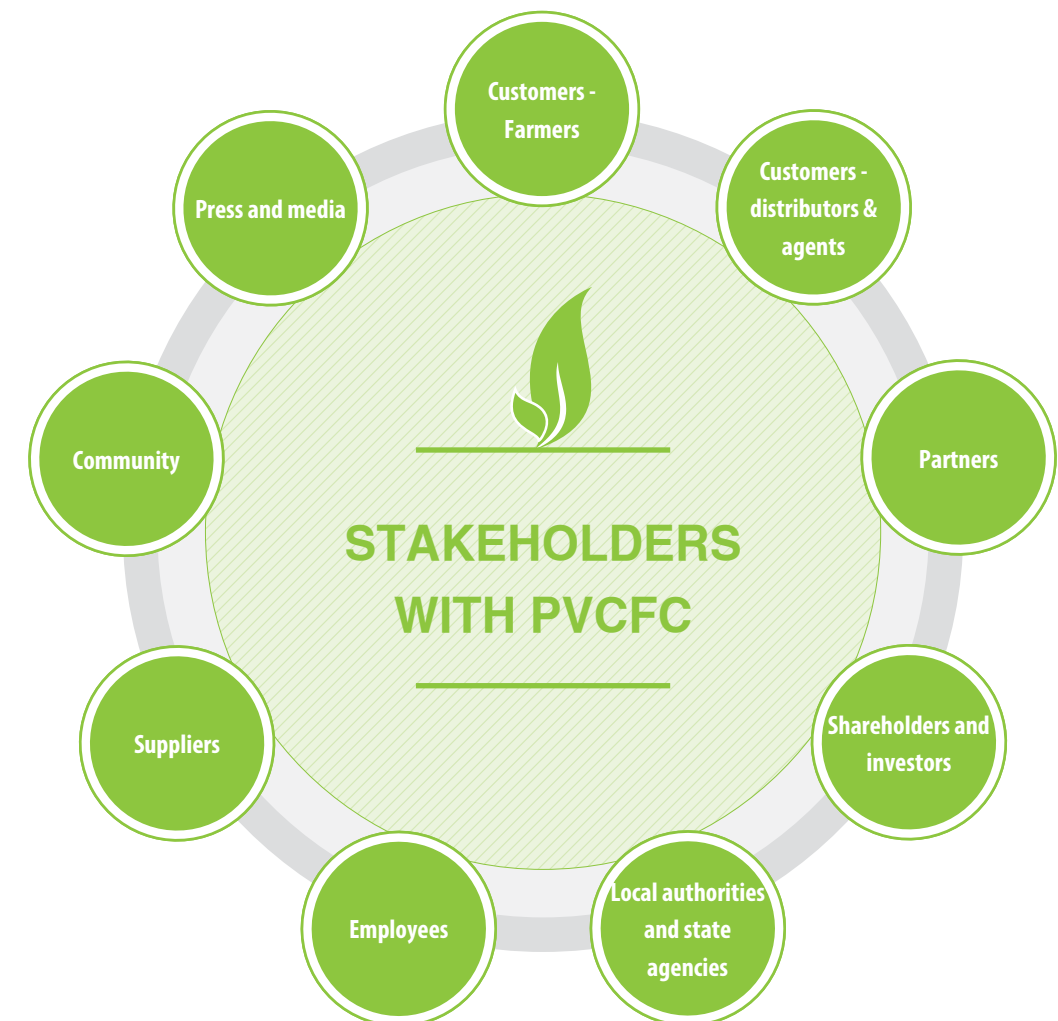 Customers -
Farmers
Customers -
distributors &
agents
Partners
Shareholders and
investors
Local authorities
and state
agencies
Employees
Suppliers
Community
Press and media
STAKEHOLDERS
WITH PVCFC